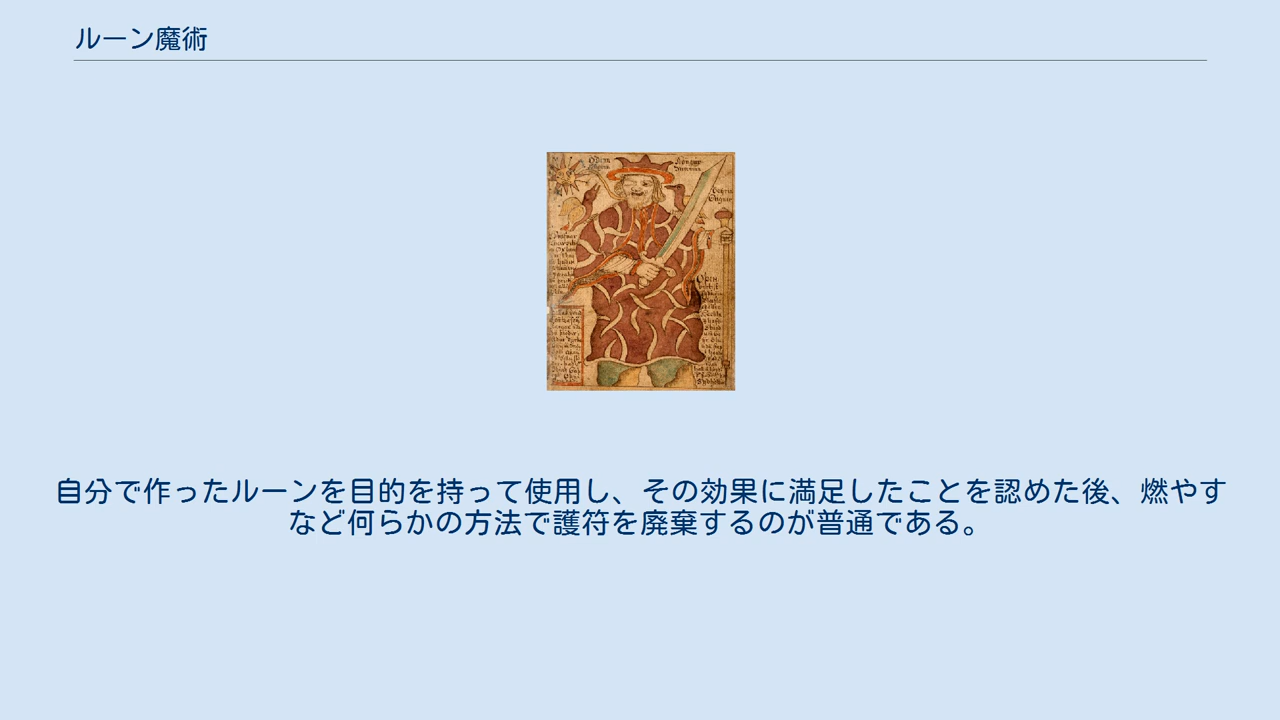 ルーン魔術
自分で作ったルーンを目的を持って使用し、その効果に満足したことを認めた後、燃やす
など何らかの方法で護符を廃棄するのが普通である。